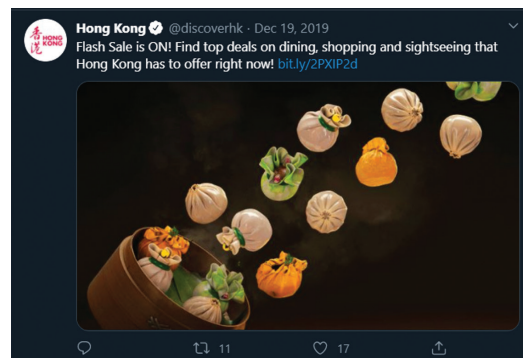 香港 HONG KONG
Hong Kong @discoverhk · Dec 19, 2019
Flash Sale is ON! Find top deals on dining, shopping and sightseeing that
Hong Kong has to offer right now! bit.ly/2PXIP2d
11 17